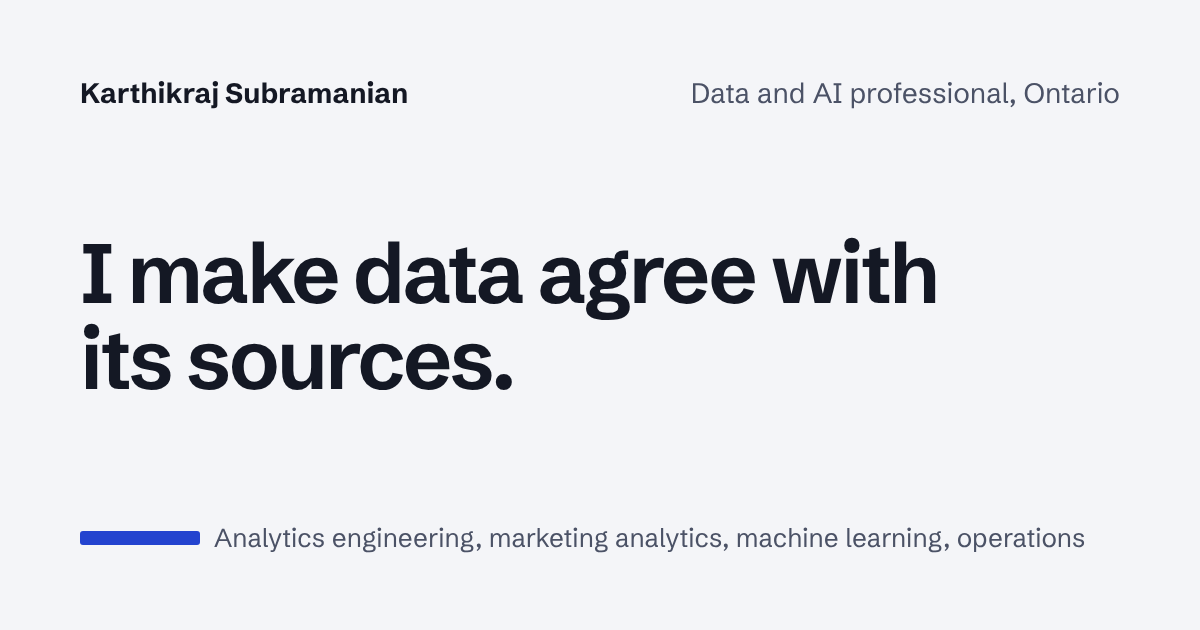 Karthikraj Subramanian
Data and AI professional, Ontario
I make data agree with
its sources.
Analytics engineering, marketing analytics, machine learning, operations